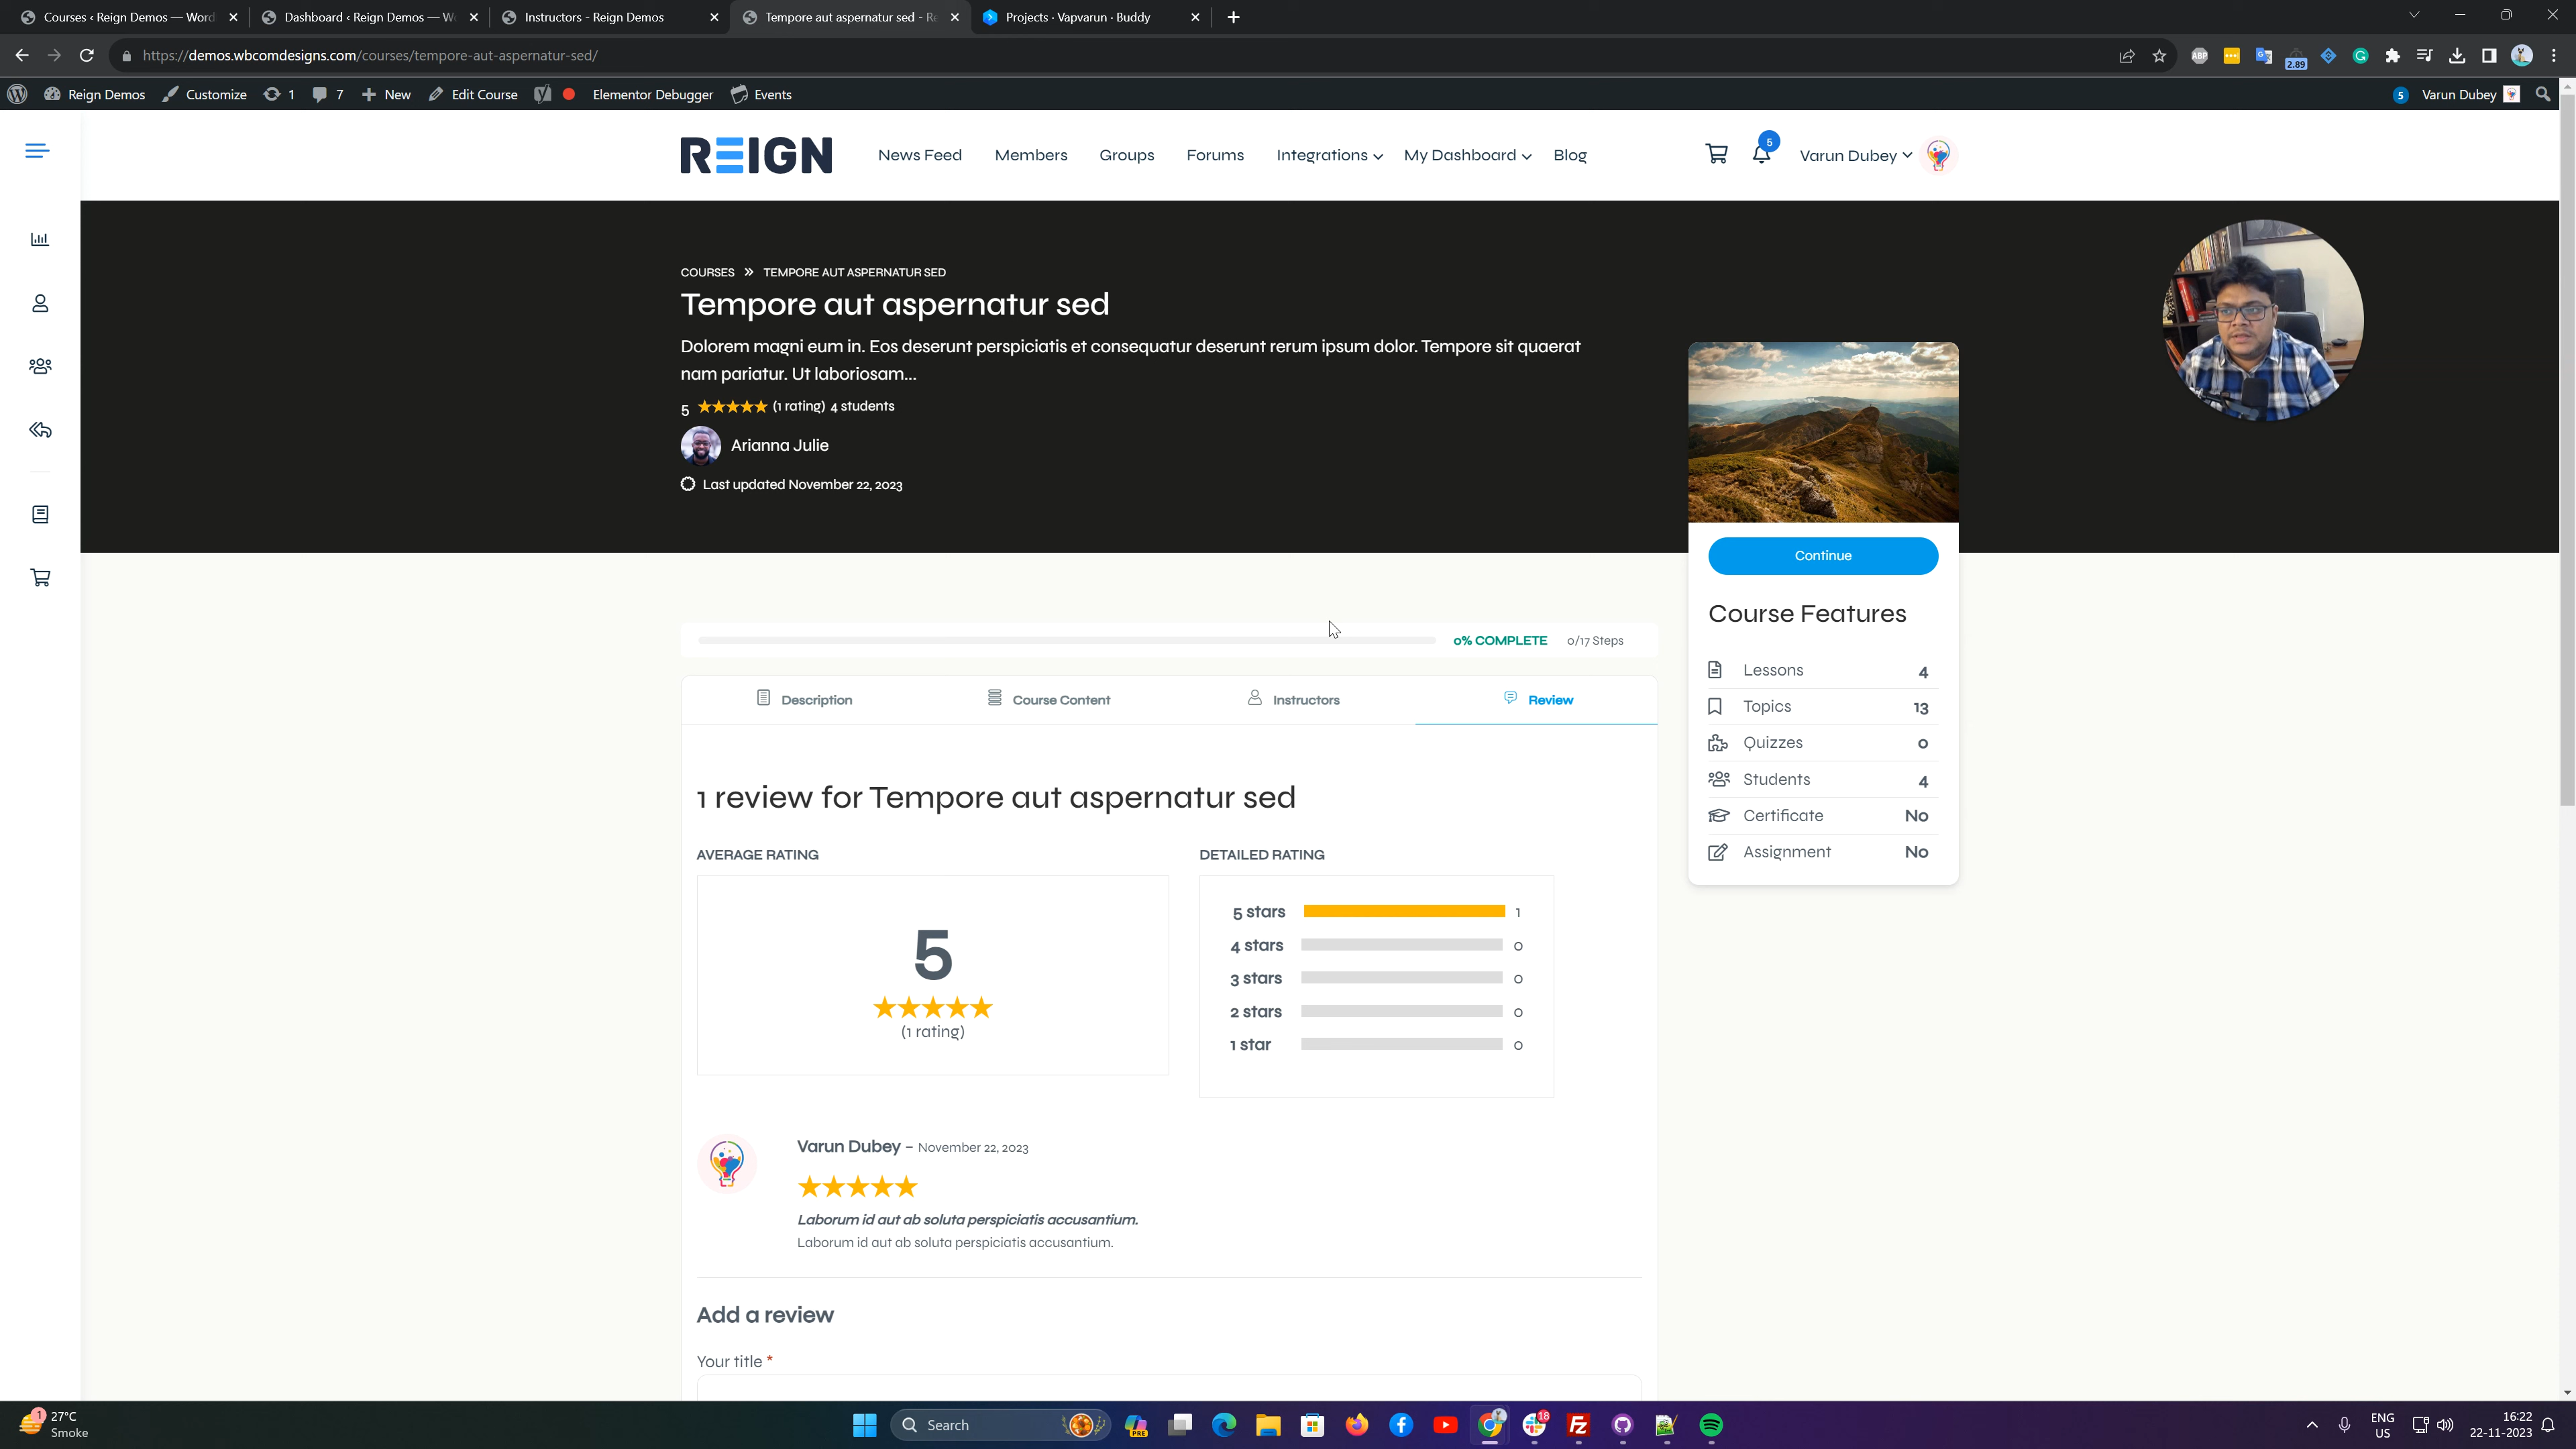 Courses ‹ Reign Demos — Word
Dashboard ‹ Reign Demos — Wo
Instructors - Reign Demos
Tempore aut aspernatur sed - Re
Projects · Vapvarun · Buddy
https://demos.wbcomdesigns.com/courses/tempore-aut-aspernatur-sed/
ABP
2.89
Reign Demos
Customize
1
7
New
Edit Course
Elementor Debugger
Events
5
Varun Dubey
REIGN
News Feed
Members
Groups
Forums
Integrations
My Dashboard
Blog
5
Varun Dubey
COURSES » TEMPORE AUT ASPERNATUR SED
Tempore aut aspernatur sed
Dolorem magni eum in. Eos deserunt perspiciatis et consequatur deserunt rerum ipsum dolor. Tempore sit quaerat
nam pariatur. Ut laboriosam...
5 ★★★★★ (1 rating) 4 students
Arianna Julie
Last updated November 22, 2023
Continue
Course Features
Lessons 4
Topics 13
Quizzes 0
Students 4
Certificate No
Assignment No
0% COMPLETE 0/17 Steps
Description
Course Content
Instructors
Review
1 review for Tempore aut aspernatur sed
AVERAGE RATING
5
★★★★★
(1 rating)
DETAILED RATING
5 stars 1
4 stars 0
3 stars 0
2 stars 0
1 star 0
Varun Dubey – November 22, 2023
★★★★★
Laborum id aut ab soluta perspiciatis accusantium.
Laborum id aut ab soluta perspiciatis accusantium.
Add a review
Your title *
1
27°C
Smoke
Search
PRE
18
FZ
ENG
US
16:22
22-11-2023